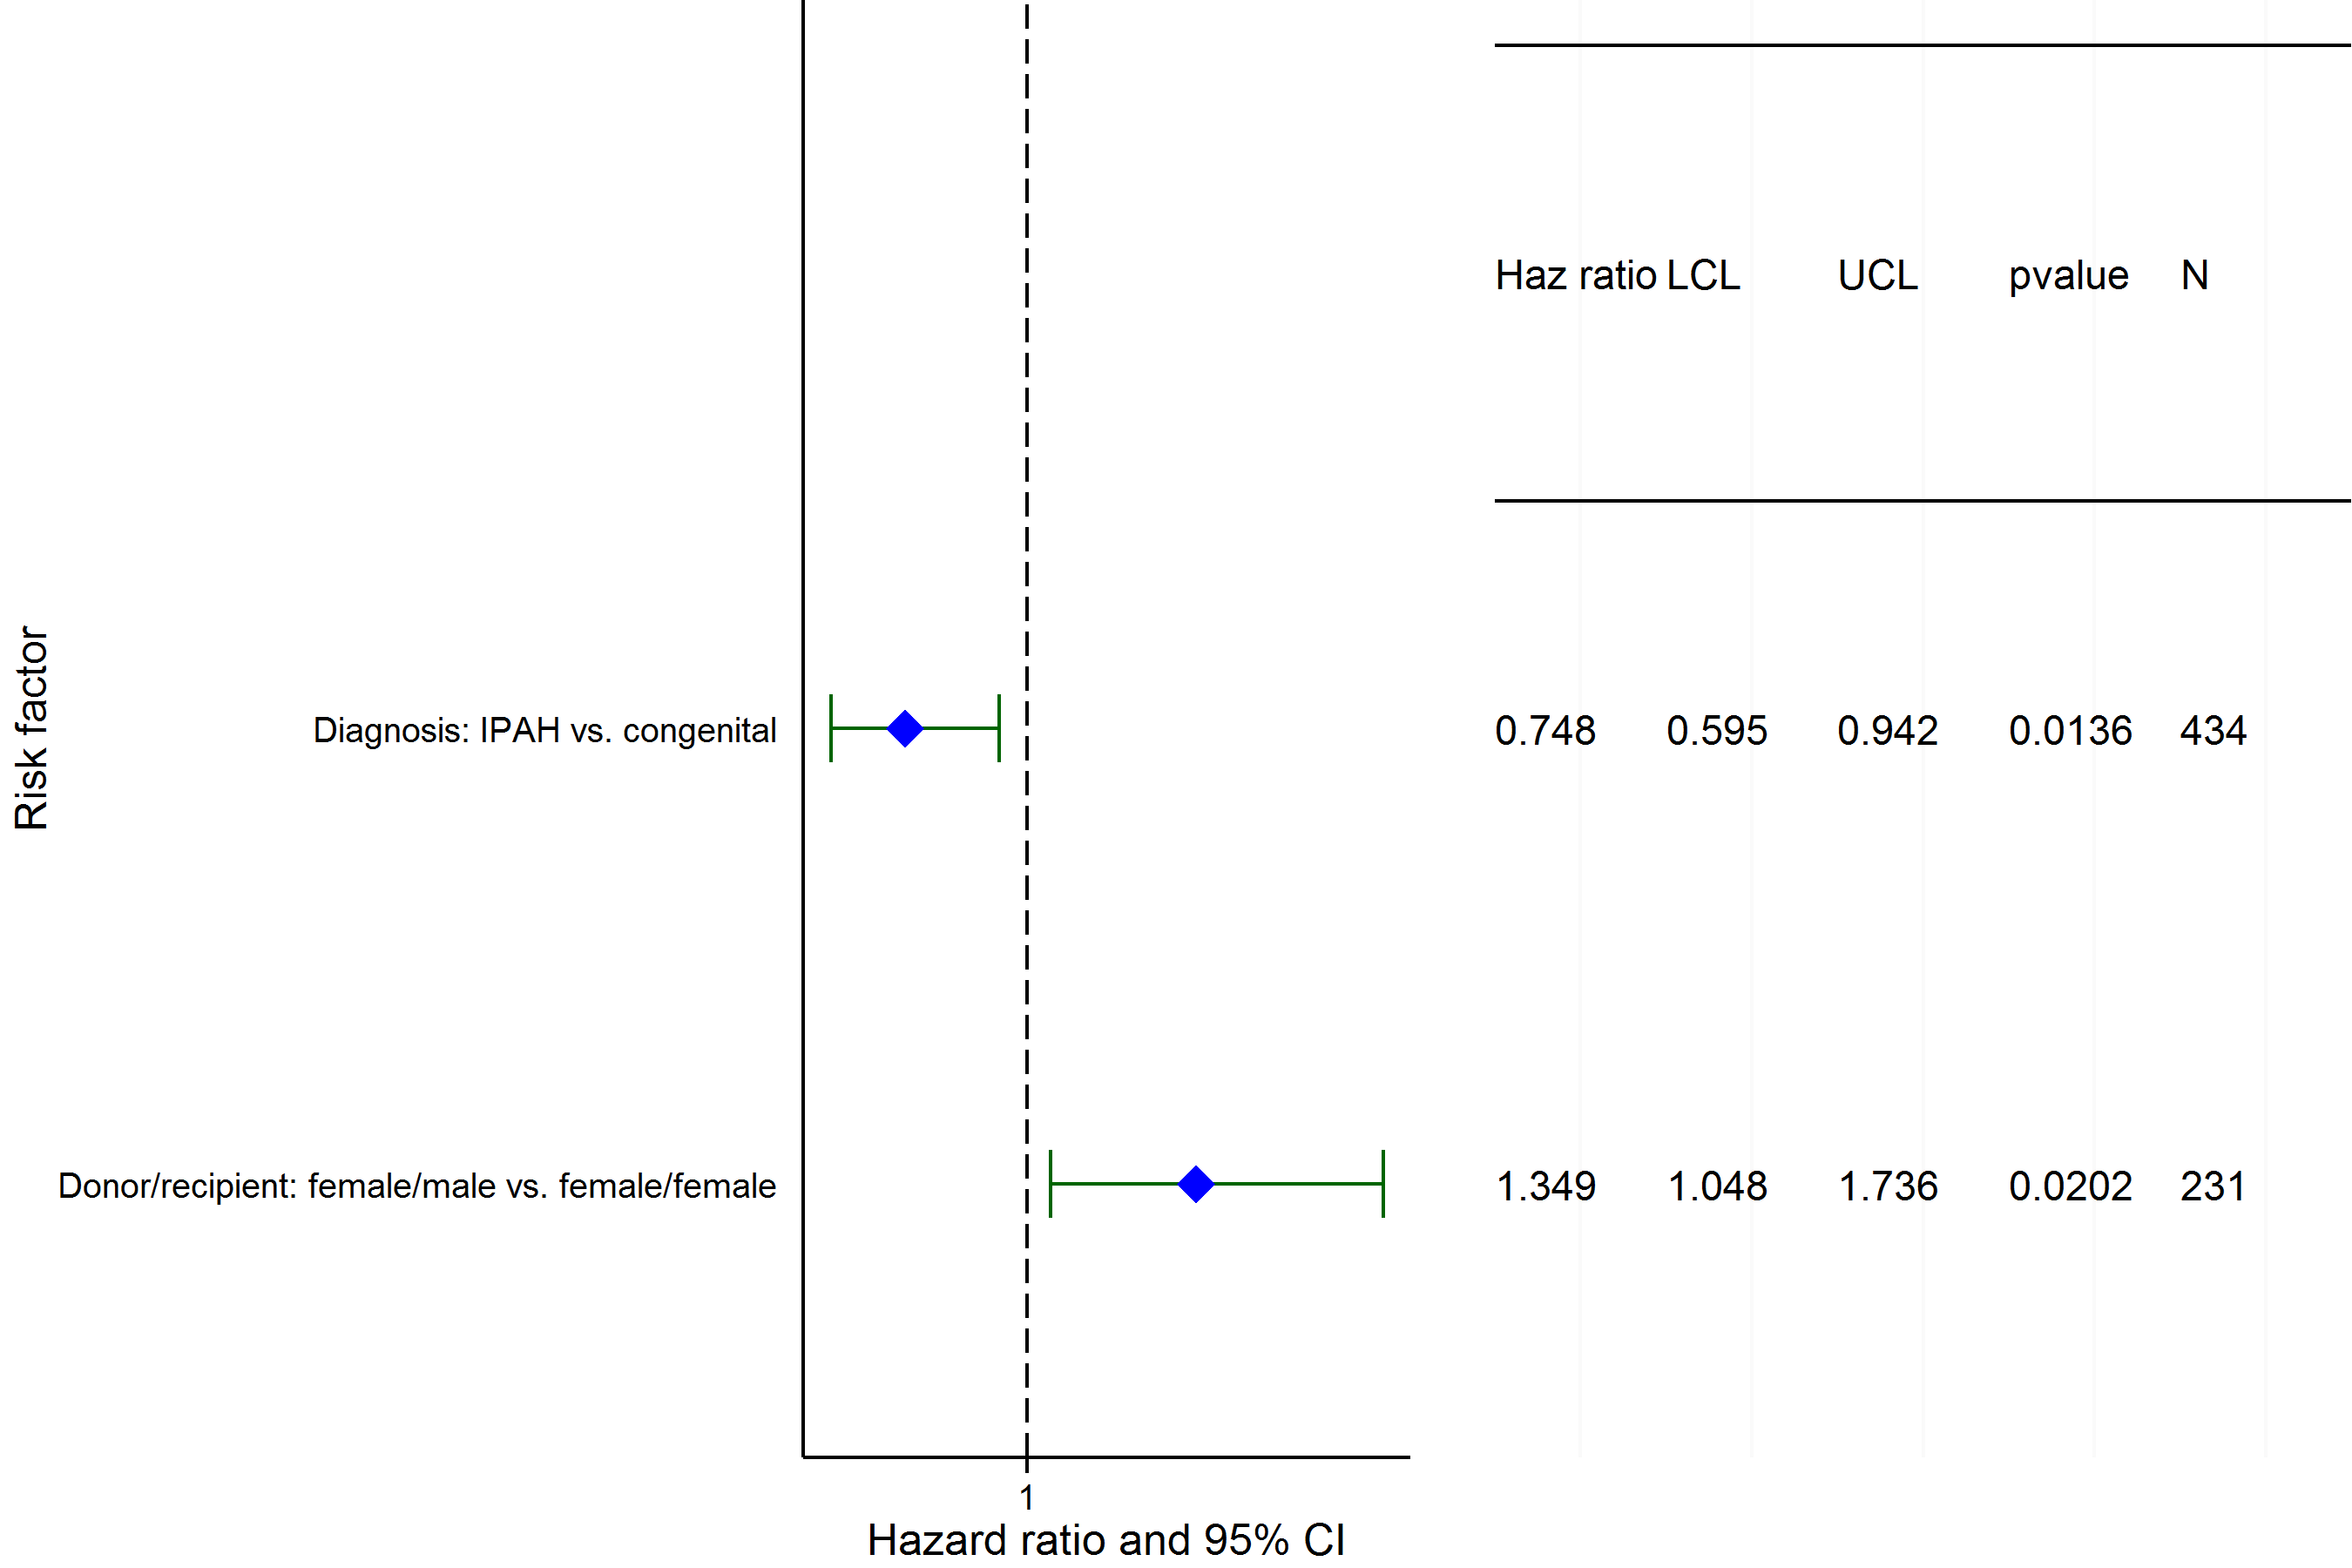 Haz ratio LCL UCL pvalue N
Risk factor
Diagnosis: IPAH vs. congenital 0.748 0.595 0.942 0.0136 434
Donor/recipient: female/male vs. female/female 1.349 1.048 1.736 0.0202 231
1
Hazard ratio and 95% CI